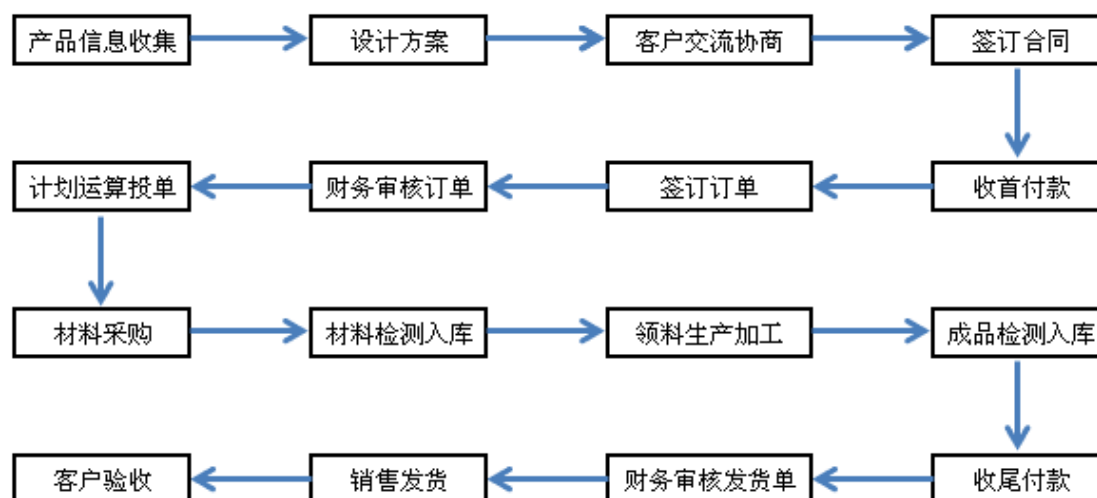 产品信息收集
设计方案
客户交流协商
签订合同
计划运算投单
财务审核订单
签订订单
收首付款
材料采购
材料检测入库
领料生产加工
成品检测入库
客户验收
销售发货
财务审核发货单
收尾付款